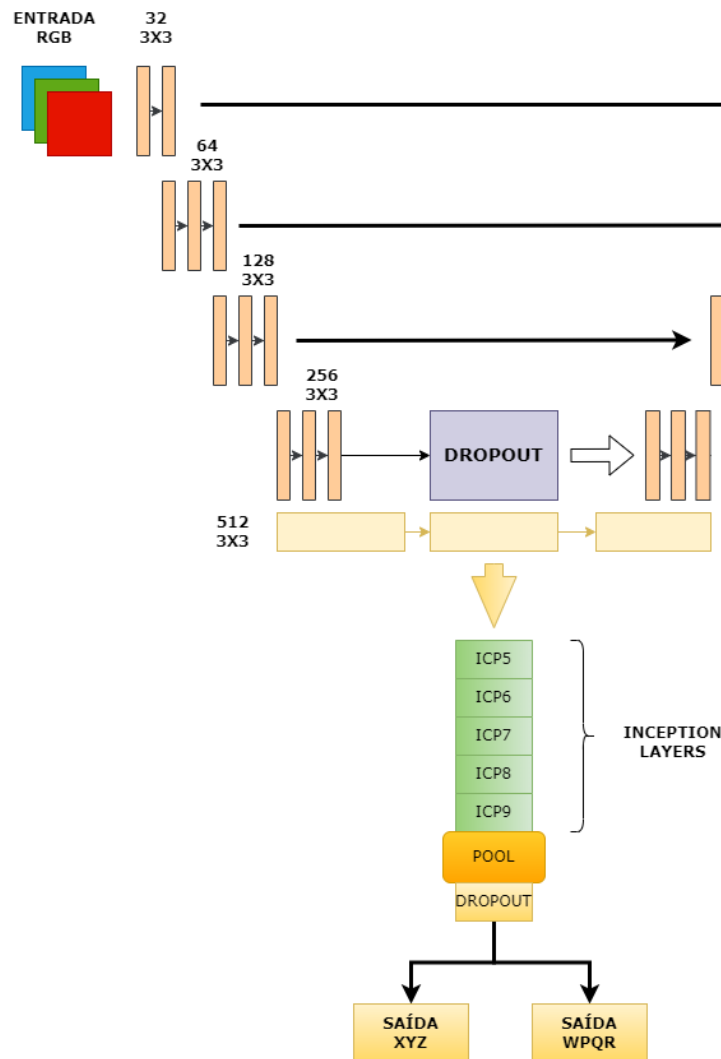 ENTRADA
RGB
32
3X3
64
3X3
128
3X3
256
3X3
DROPOUT
512
3X3
ICP5
ICP6
ICP7
ICP8
ICP9
INCEPTION
LAYERS
POOL
DROPOUT
SAÍDA
XYZ
SAÍDA
WPQR